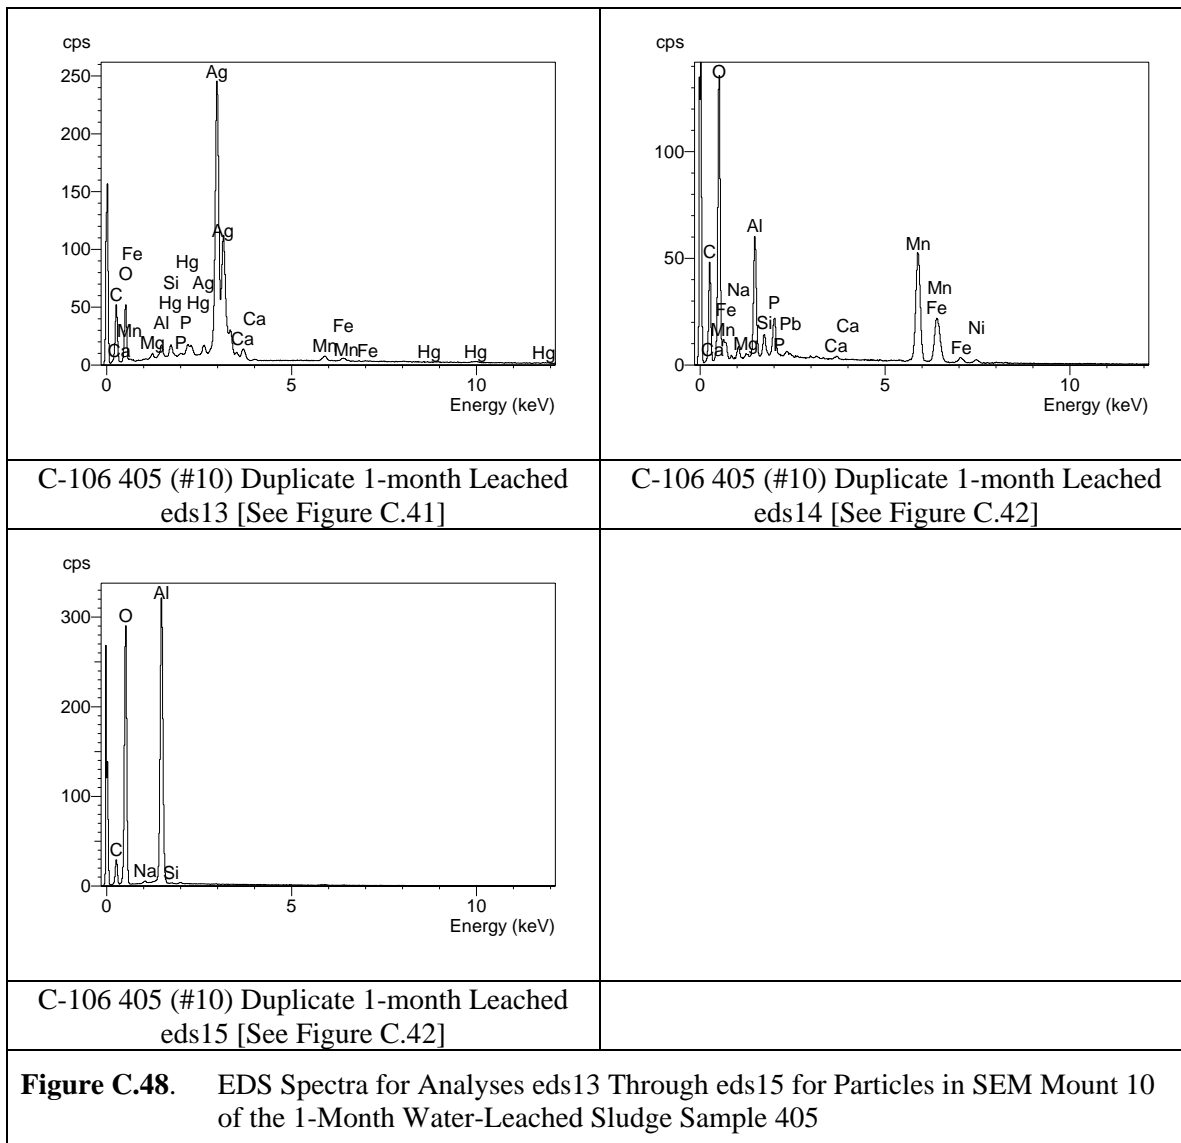 cps
250
200
150
100
50
0
Ag
Ag
Fe
O
C
Mn
Ca
Hg
Si
Ag
Hg
Hg
Al
P
Mg
P
Ca
Ca
Fe
Mn
Fe
Hg
Hg
Hg
0
5
10
Energy (keV)
cps
100
50
0
O
C
Al
Na
Fe
Mn
Ca
Mg
Si
P
Pb
P
Ca
Ca
Mn
Mn
Fe
Fe
Ni
0
5
10
Energy (keV)
C-106 405 (#10) Duplicate 1-month Leached
eds13 [See Figure C.41]
C-106 405 (#10) Duplicate 1-month Leached
eds14 [See Figure C.42]
cps
300
200
100
0
Al
O
C
Na
Si
0
5
10
Energy (keV)
C-106 405 (#10) Duplicate 1-month Leached
eds15 [See Figure C.42]
Figure C.48. EDS Spectra for Analyses eds13 Through eds15 for Particles in SEM Mount 10
of the 1-Month Water-Leached Sludge Sample 405